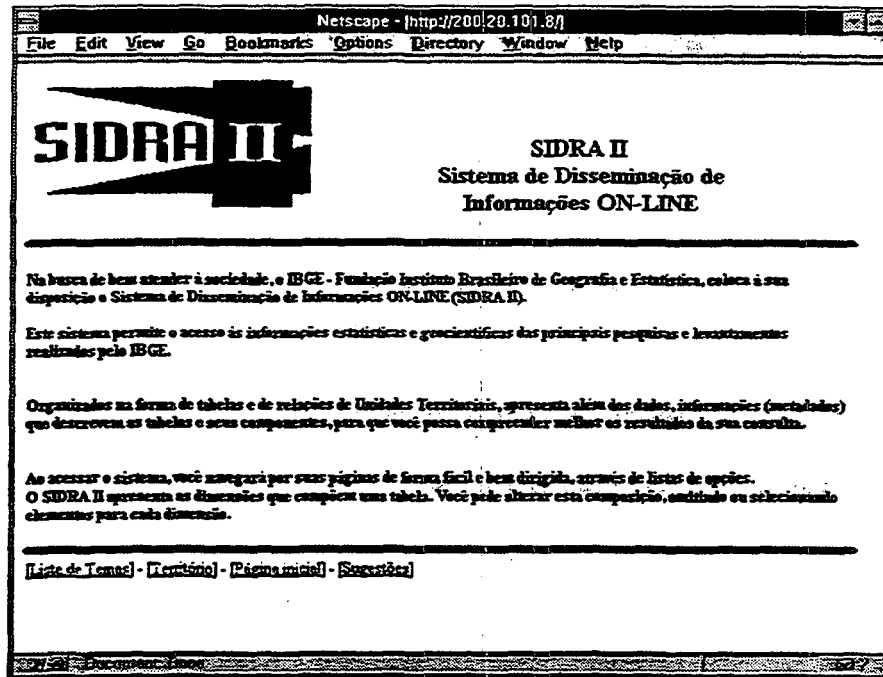 Netscape - [http://200.20.101.8/]
File Edit View Go Bookmarks Options Directory Window Help
SIDRA II
SIDRA II
Sistema de Disseminação de
Informações ON-LINE
Na busca de bem atender à sociedade, o IBGE - Fundação Instituto Brasileiro de Geografia e Estatística, coloca à sua
disposição o Sistema de Disseminação de Informações ON-LINE (SIDRA II).
Este sistema permite o acesso às informações estatísticas e geocientíficas das principais pesquisas e levantamentos
realizados pelo IBGE.
Organizados na forma de tabelas e de relações de Unidades Territoriais, apresenta além dos dados, informações (metadados)
que descrevem as tabelas e seus componentes, para que você possa compreender melhor os resultados da sua consulta.
Ao acessar o sistema, você navegará por suas páginas de forma fácil e bem dirigida, através de listas de opções.
O SIDRA II apresenta as dimensões que compõem uma tabela. Você pode alterar esta composição, omitindo ou selecionando
elementos para cada dimensão.
[Lista de Temas] - [Território] - [Página inicial] - [Sugestões]
Document: Done